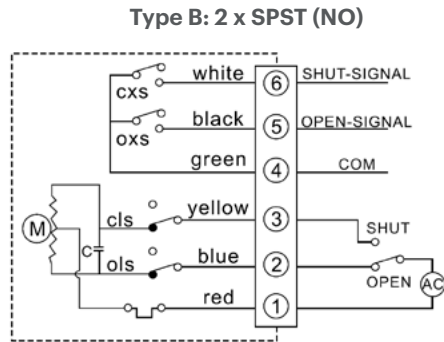 Type B: 2 x SPST (NO)
white 6 SHUT-SIGNAL
cxs
black 5 OPEN-SIGNAL
oxs
green 4 COM
cls yellow 3 SHUT
M
C
ols blue 2 OPEN AC
red 1